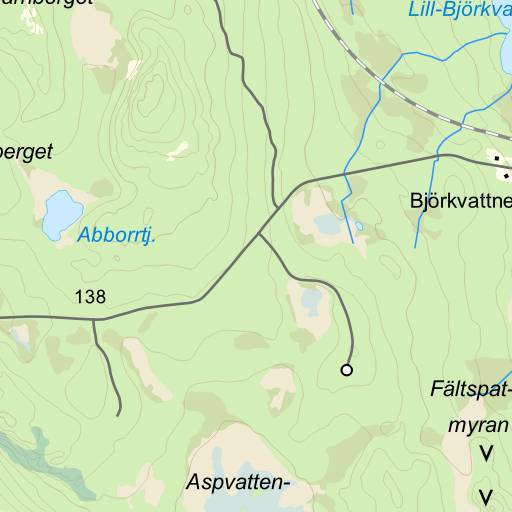 Lill-Björkva
berget
Björkvattne
Abborrtj.
138
Fältspat-
myran
Aspvatten-